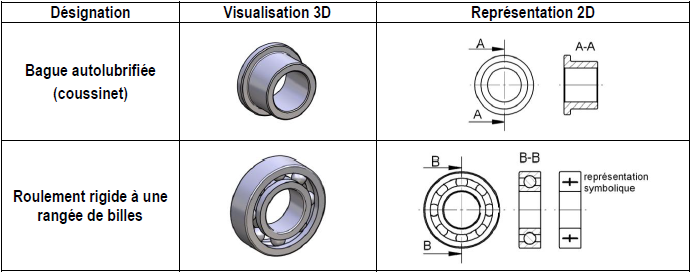 Désignation
Visualisation 3D
Représentation 2D
Bague autolubrifiée
(coussinet)
A
A-A
A
Roulement rigide à une
rangée de billes
B
B-B
représentation
symbolique
B